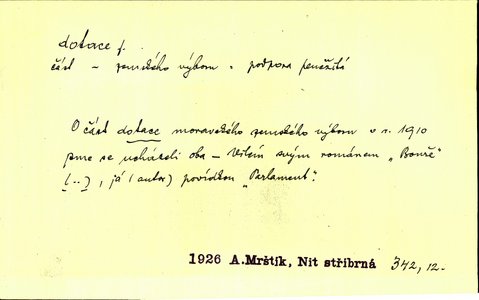 dotace f.
část – zemského výboru = podpora peněžitá
O část dotace moravského zemského výboru v r. 1910
jsme se ucházeli oba – Vilém svým románem „Bouře"
(..), já (autor) povídkou „Parlament".
1926 A.Mrštík, Nit stříbrná 342, 12.